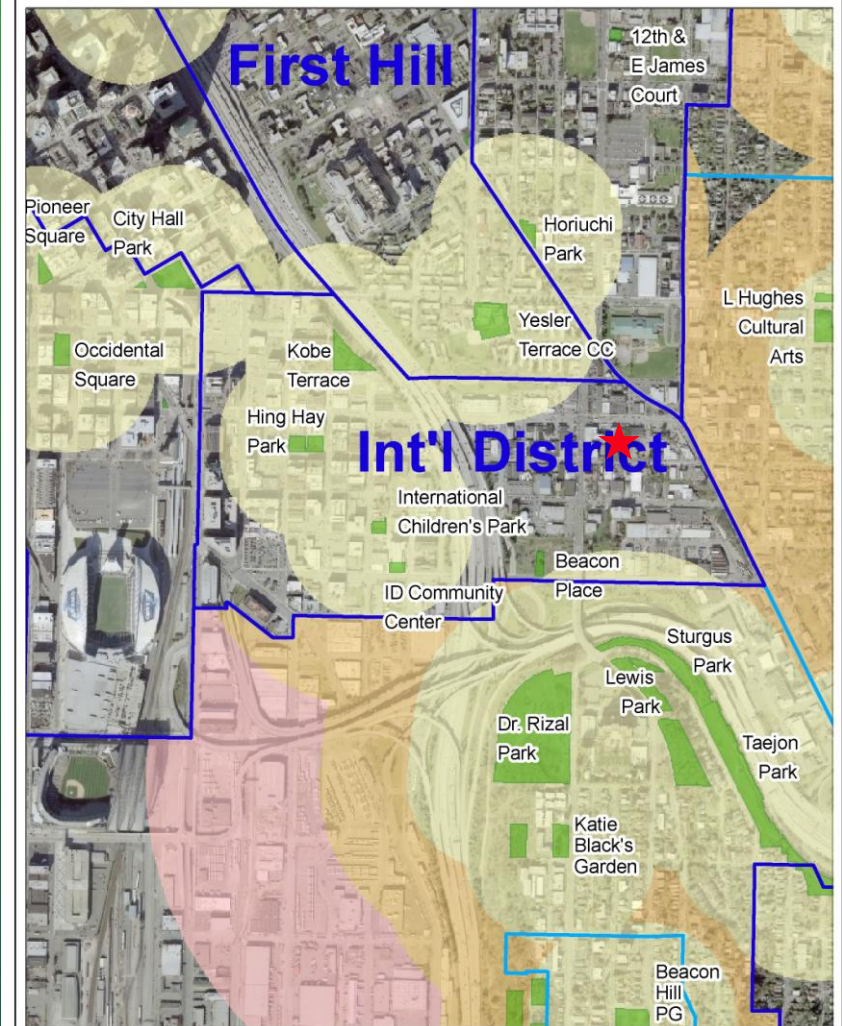 First Hill
12th &
E James
Court
Pioneer
Square
City Hall
Park
Horiuchi
Park
L Hughes
Cultural
Arts
Yesler
Terrace CC
Occidental
Square
Kobe
Terrace
Hing Hay
Park
Int'l District
International
Children's Park
Beacon
Place
ID Community
Center
Sturgus
Park
Lewis
Park
Dr. Rizal
Park
Taejon
Park
Katie
Black's
Garden
Beacon
Hill
PG